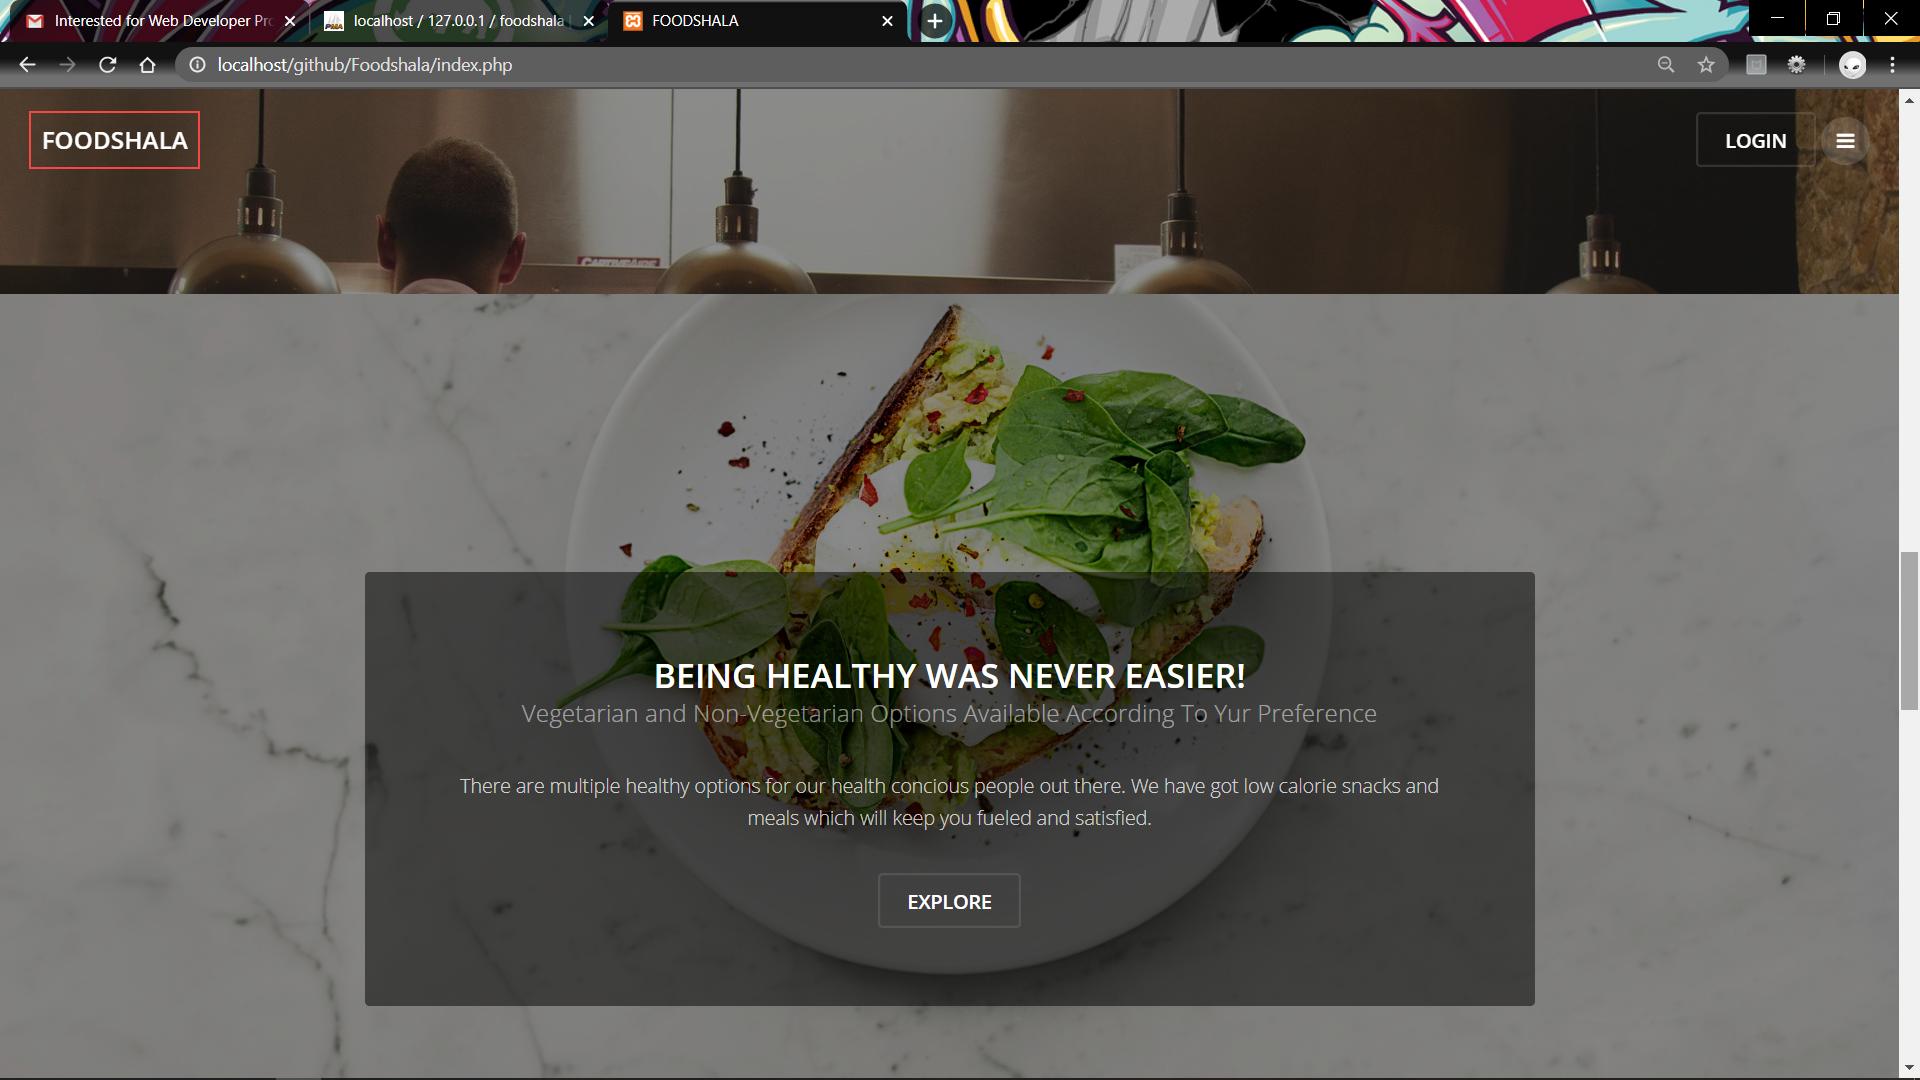 Interested for Web Developer Pr
localhost / 127.0.0.1 / foodshala
FOODSHALA
localhost/github/Foodshala/index.php
FOODSHALA
LOGIN
BEING HEALTHY WAS NEVER EASIER!
Vegetarian and Non-Vegetarian Options Available According To Yur Preference
There are multiple healthy options for our health concious people out there. We have got low calorie snacks and
meals which will keep you fueled and satisfied.
EXPLORE